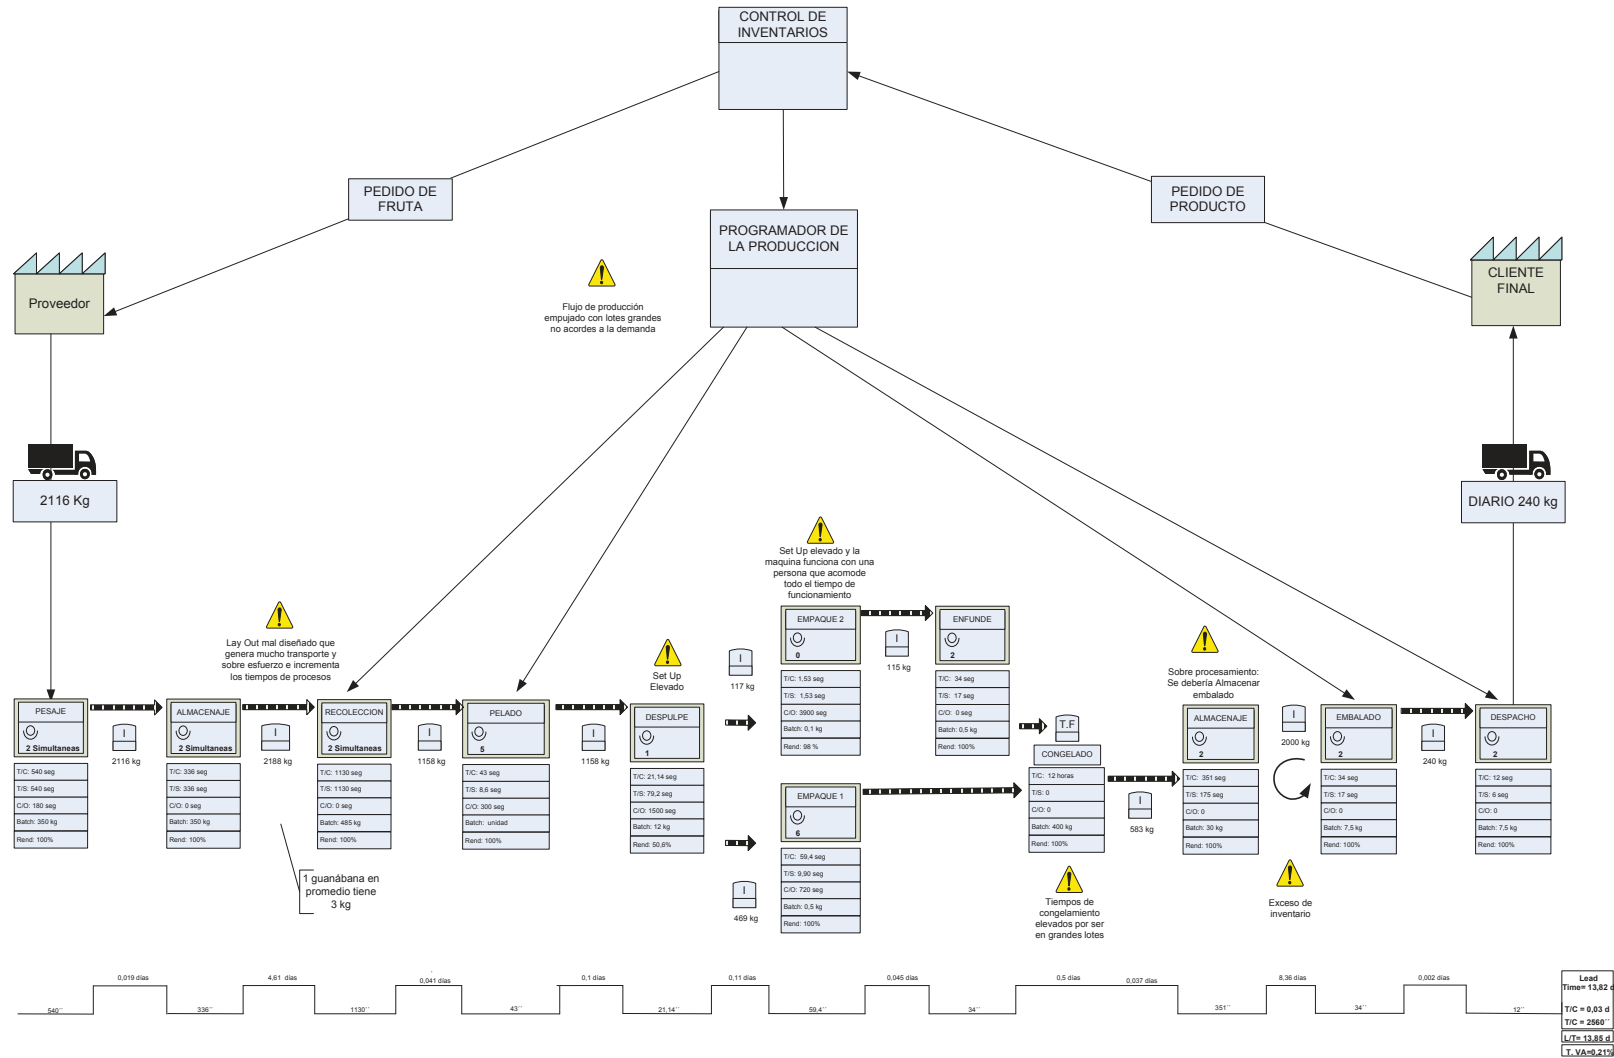 CONTROL DE
INVENTARIOS
PEDIDO DE
FRUTA
PEDIDO DE
PRODUCTO
PROGRAMADOR DE
LA PRODUCCION
Proveedor
CLIENTE
FINAL
Flujo de producción
empujado con lotes grandes
no acordes a la demanda
2116 Kg
DIARIO 240 kg
Set Up elevado y la
maquina funciona con una
persona que acomode
todo el tiempo de
funcionamiento
Lay Out mal diseñado que
genera mucho transporte y
sobre esfuerzo e incrementa
los tiempos de procesos
Set Up
Elevado
Sobre procesamiento:
Se debería Almacenar
embalado
PESAJE
2 Simultaneas
T/C: 540 seg
T/S: 540 seg
C/O: 180 seg
Batch: 350 kg
Rend: 100%
I
2116 kg
ALMACENAJE
2 Simultaneas
T/C: 336 seg
T/S: 336 seg
C/O: 0 seg
Batch: 350 kg
Rend: 100%
I
2188 kg
RECOLECCION
2 Simultaneas
T/C: 1130 seg
T/S: 1130 seg
C/O: 0 seg
Batch: 485 kg
Rend: 100%
1 guanábana en
promedio tiene
3 kg
I
1158 kg
PELADO
5
T/C: 43 seg
T/S: 8,6 seg
C/O: 300 seg
Batch: unidad
Rend: 100%
I
1158 kg
DESPULPE
1
T/C: 21,14 seg
T/S: 79,2 seg
C/O: 1500 seg
Batch: 12 kg
Rend: 50,6%
I
117 kg
I
469 kg
EMPAQUE 2
0
T/C: 1,53 seg
T/S: 1,53 seg
C/O: 3900 seg
Batch: 0,1 kg
Rend: 98 %
I
115 kg
ENFUNDE
2
T/C: 34 seg
T/S: 17 seg
C/O: 0 seg
Batch: 0,5 kg
Rend: 100%
EMPAQUE 1
6
T/C: 59,4 seg
T/S: 9,90 seg
C/O: 720 seg
Batch: 0,5 kg
Rend: 100%
T.F
CONGELADO
T/C: 12 horas
T/S: 0
C/O: 0
Batch: 400 kg
Rend: 100%
Tiempos de
congelamiento
elevados por ser
en grandes lotes
I
583 kg
ALMACENAJE
2
T/C: 351 seg
T/S: 175 seg
C/O: 0
Batch: 30 kg
Rend: 100%
I
2000 kg
Exceso de
inventario
EMBALADO
2
T/C: 34 seg
T/S: 17 seg
C/O: 0
Batch: 7,5 kg
Rend: 100%
I
240 kg
DESPACHO
2
T/C: 12 seg
T/S: 6 seg
C/O: 0
Batch: 7,5 kg
Rend: 100%
0,019 días
4,61 días
0,041 días
0,1 días
0,11 días
0,045 días
0,5 días
0,037 días
8,36 días
0,002 días
540´´
336´´
1130´´
43´´
21,14´´
59,4´´
34´´
351´´
34´´
12´´
Lead
Time= 13,82 d
T/C = 0,03 d
T/C = 2560´´
L/T= 13,85 d
T. VA=0,21%